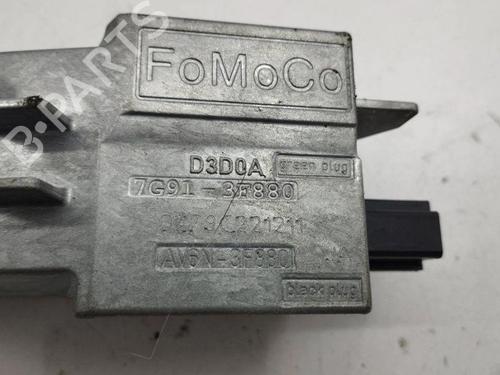 FoMoCo
D3D0A green plug
7G91-3F880
AV6N-3F880
black plug
B-PARTS